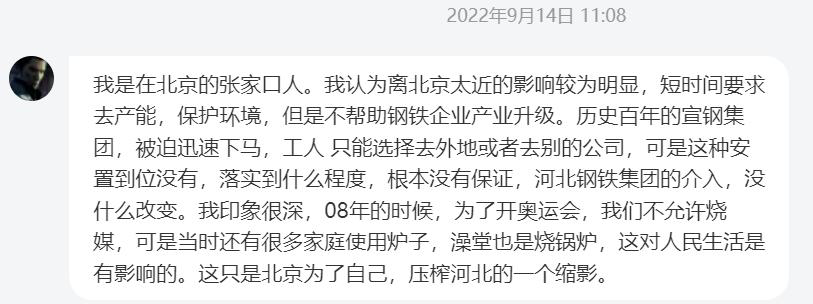 2022年9月14日 11:08
我是在北京的张家口人。我认为离北京太近的影响较为明显，短时间要求
去产能，保护环境，但是不帮助钢铁企业产业升级。历史百年的宣钢集
团，被迫迅速下马，工人 只能选择去外地或者去别的公司，可是这种安
置到位没有，落实到什么程度，根本没有保证，河北钢铁集团的介入，没
什么改变。我印象很深，08年的时候，为了开奥运会，我们不允许烧
媒，可是当时还有很多家庭使用炉子，澡堂也是烧锅炉，这对人民生活是
有影响的。这只是北京为了自己，压榨河北的一个缩影。